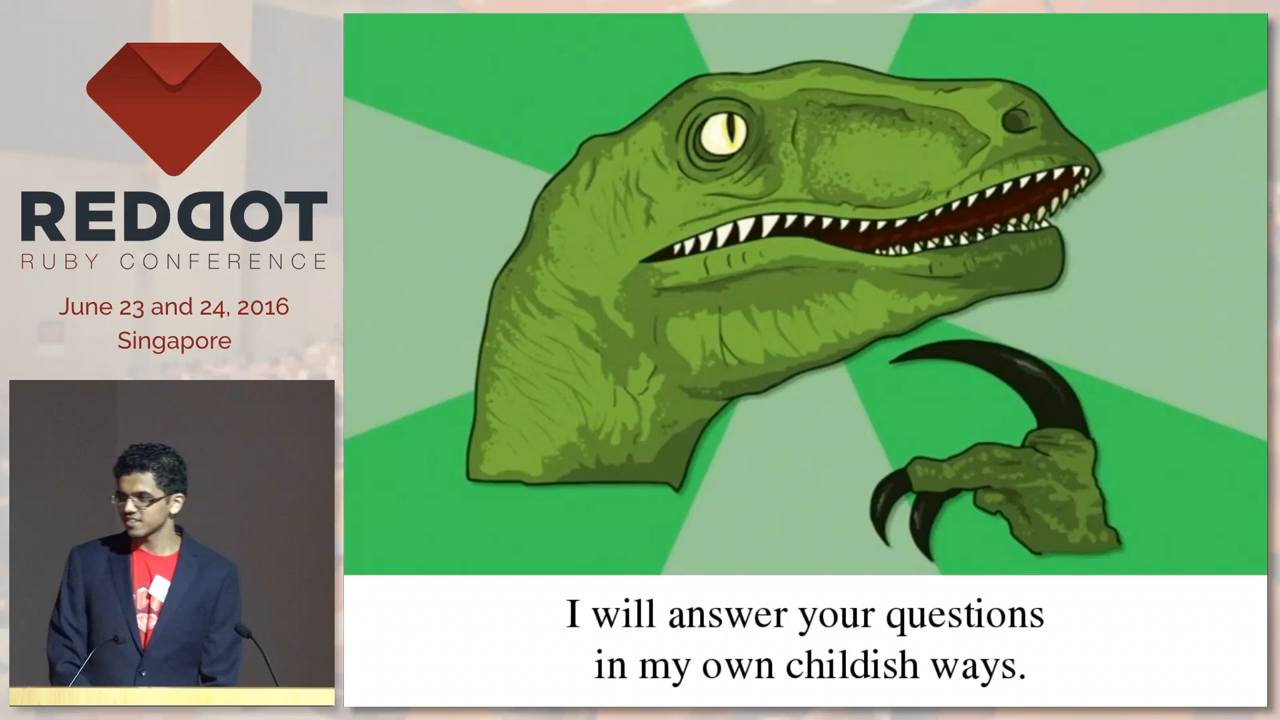 REDDOT
RUBY CONFERENCE
June 23 and 24, 2016
Singapore
I will answer your questions
in my own childish ways.